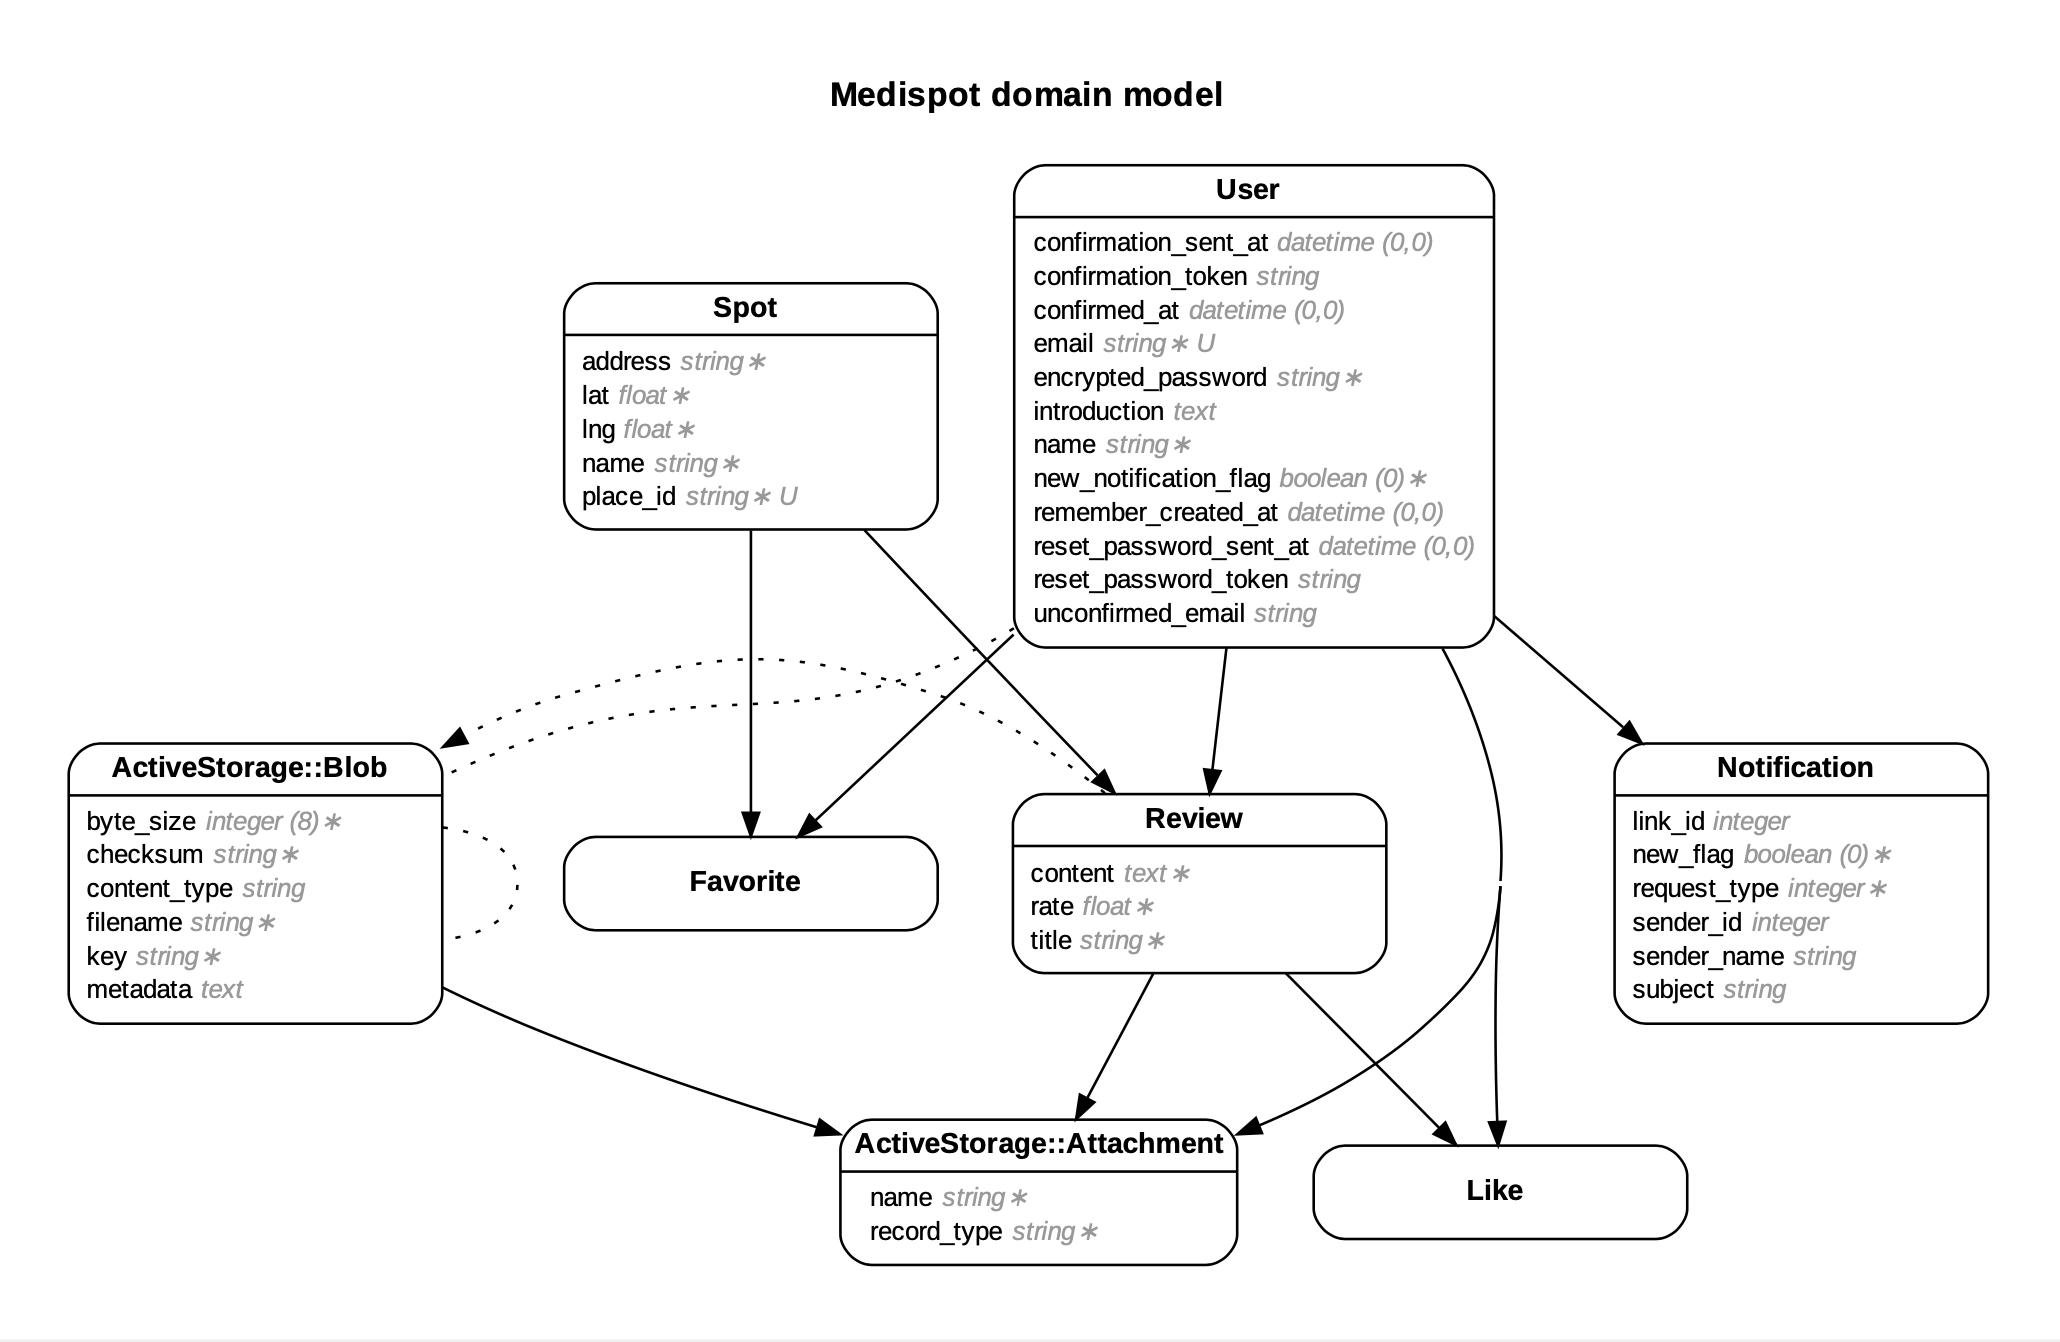 Medispot domain model
User
confirmation_sent_at datetime (0,0)
confirmation_token string
confirmed_at datetime (0,0)
email string∗ U
encrypted_password string∗
introduction text
name string∗
new_notification_flag boolean (0)∗
remember_created_at datetime (0,0)
reset_password_sent_at datetime (0,0)
reset_password_token string
unconfirmed_email string
Spot
address string∗
lat float∗
lng float∗
name string∗
place_id string∗ U
ActiveStorage::Blob
byte_size integer (8)∗
checksum string∗
content_type string
filename string∗
key string∗
metadata text
Favorite
Review
content text∗
rate float∗
title string∗
Notification
link_id integer
new_flag boolean (0)∗
request_type integer∗
sender_id integer
sender_name string
subject string
ActiveStorage::Attachment
name string∗
record_type string∗
Like